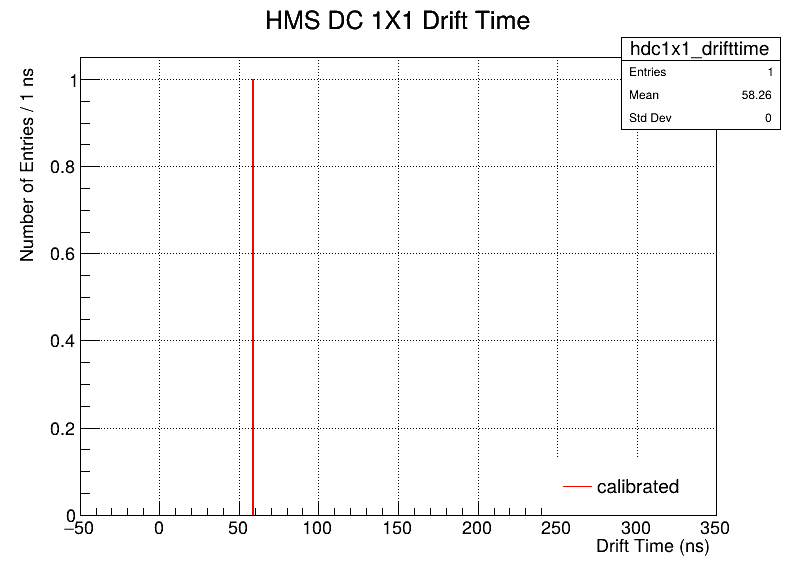 HMS DC 1X1 Drift Time
hdc1x1_drifttime
Entries 1
Mean 58.26
Std Dev 0
Number of Entries / 1 ns
1
0.8
0.6
0.4
0.2
0
−50 0 50 100 150 200 250 300 350
Drift Time (ns)
calibrated